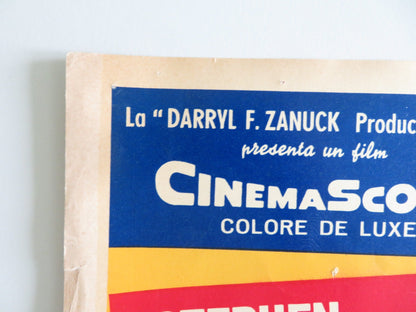 La “DARRYL F. ZANUCK Produc
presenta un film
CINEMASCO
COLORE DE LUXE